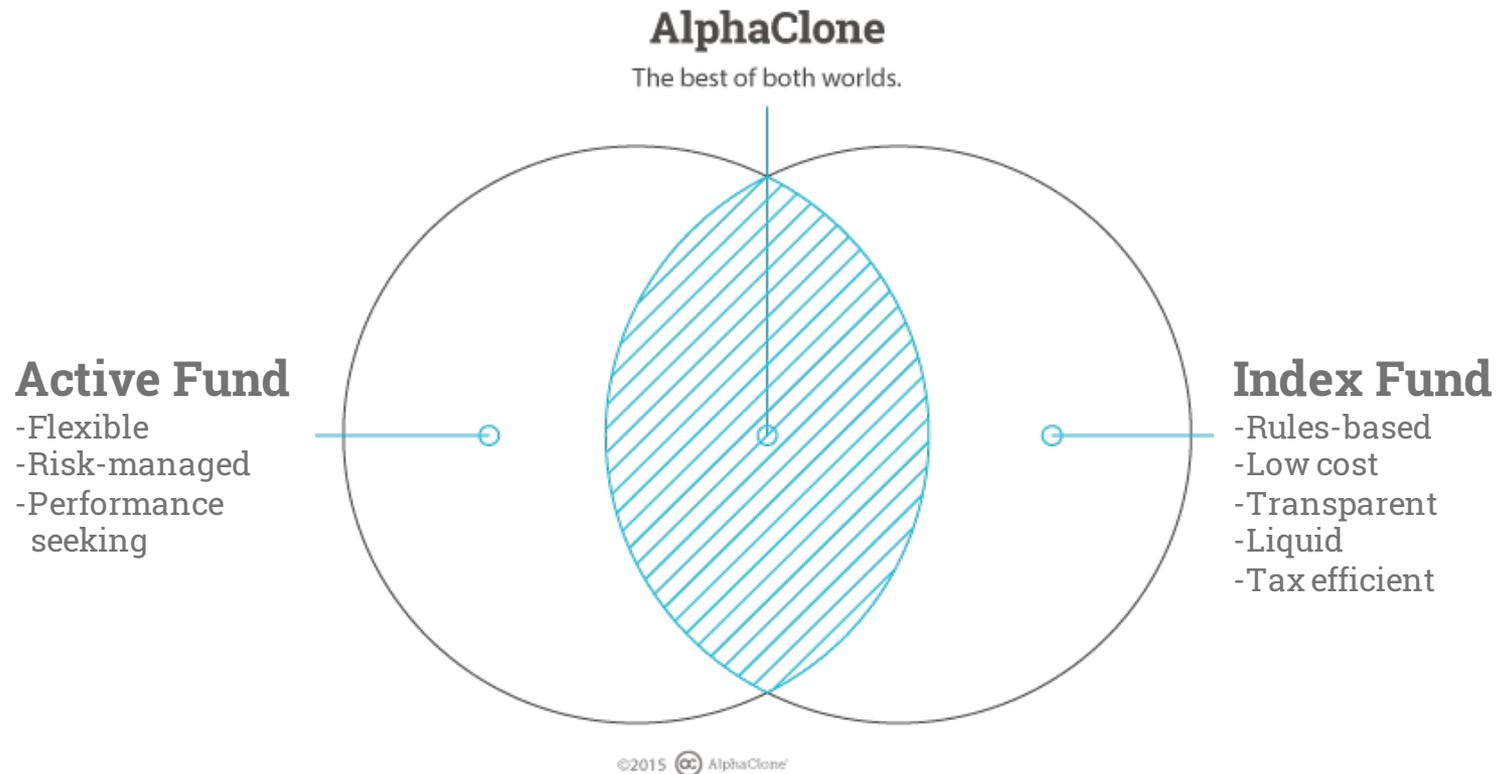 AlphaClone
The best of both worlds.
Active Fund
-Flexible
-Risk-managed
-Performance
seeking
Index Fund
-Rules-based
-Low cost
-Transparent
-Liquid
-Tax efficient
©2015 AlphaClone